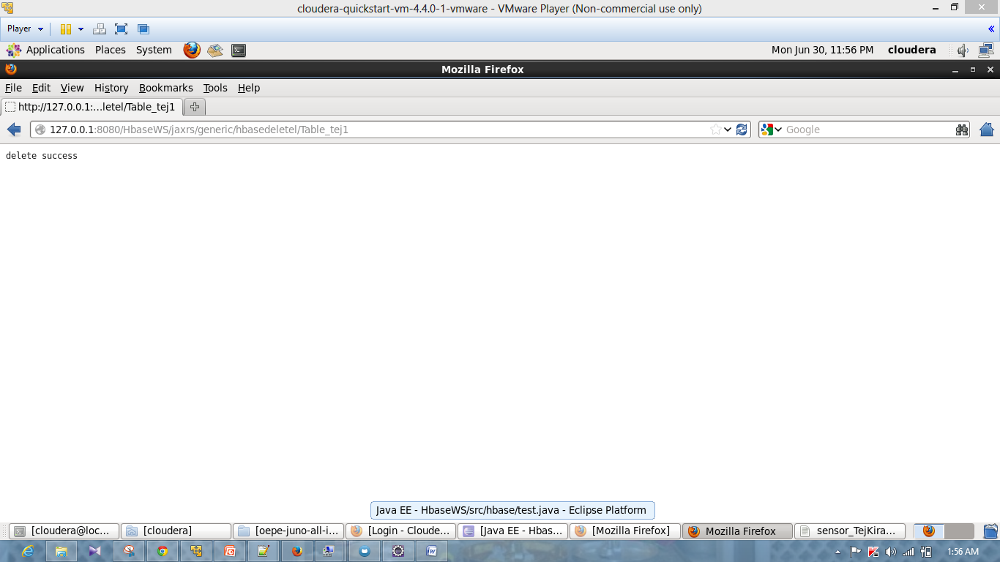 cloudera-quickstart-vm-4.4.0-1-vmware - VMware Player (Non-commercial use only)
Player
Applications Places System Mon Jun 30, 11:56 PM cloudera
Mozilla Firefox
File Edit View History Bookmarks Tools Help
http://127.0.0.1:...letel/Table_tej1
127.0.0.1:8080/HbaseWS/jaxrs/generic/hbasedeletel/Table_tej1 Google
delete success
Java EE - HbaseWS/src/hbase/test.java - Eclipse Platform
[cloudera@loc... [cloudera] [oepe-juno-all-i... [Login - Cloude... [Java EE - Hbas... [Mozilla Firefox] Mozilla Firefox sensor_TejKira...
1:56 AM